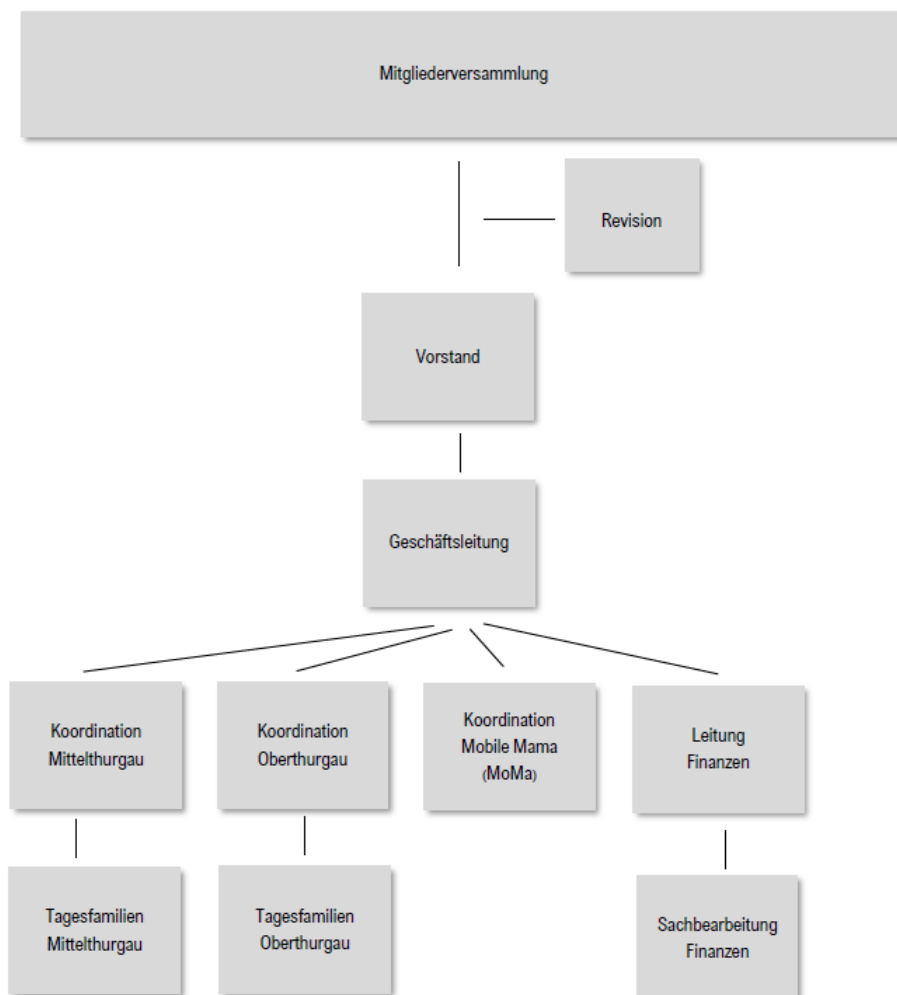 Mitgliederversammlung
Revision
Vorstand
Geschäftsleitung
Koordination
Mittelthurgau
Koordination
Oberthurgau
Koordination
Mobile Mama
(MoMa)
Leitung
Finanzen
Tagesfamilien
Mittelthurgau
Tagesfamilien
Oberthurgau
Sachbearbeitung
Finanzen